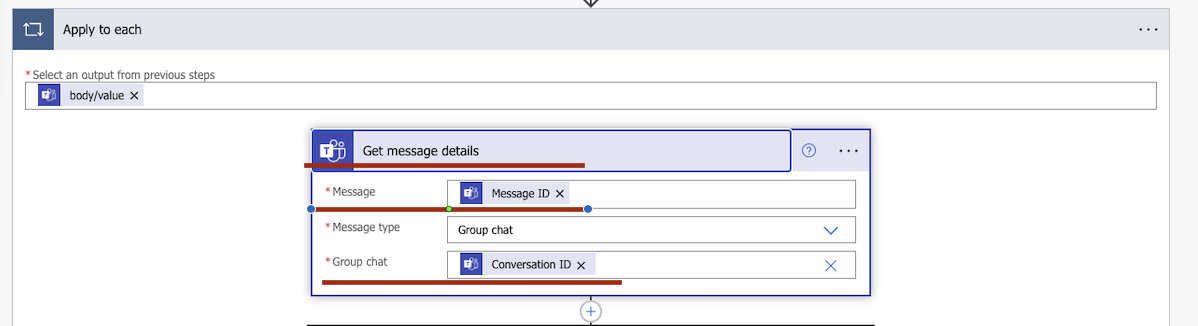 Apply to each
* Select an output from previous steps
body/value
Get message details
* Message
Message ID
* Message type
Group chat
* Group chat
Conversation ID